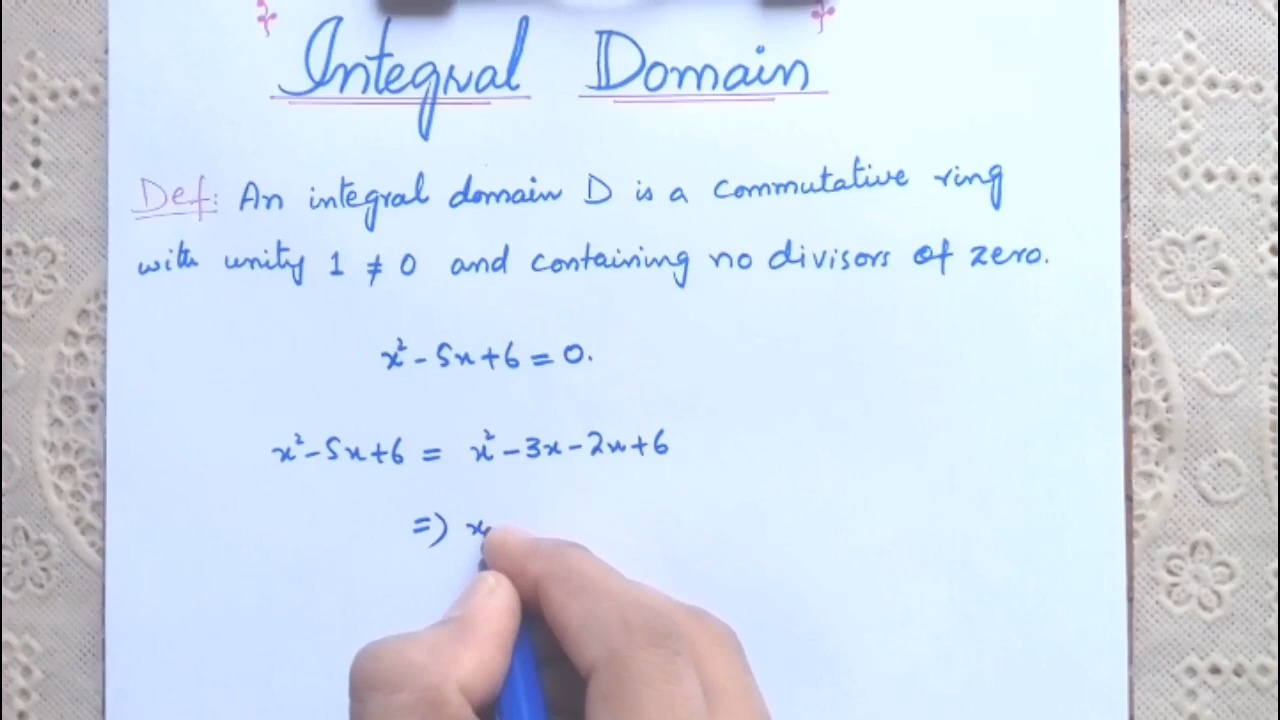 Integral Domain
Def: An integral domain D is a commutative ring
with unity 1 ≠ 0 and containing no divisors of zero.
x² - 5x + 6 = 0.
x² - 5x + 6 = x² - 3x - 2x + 6
=) x